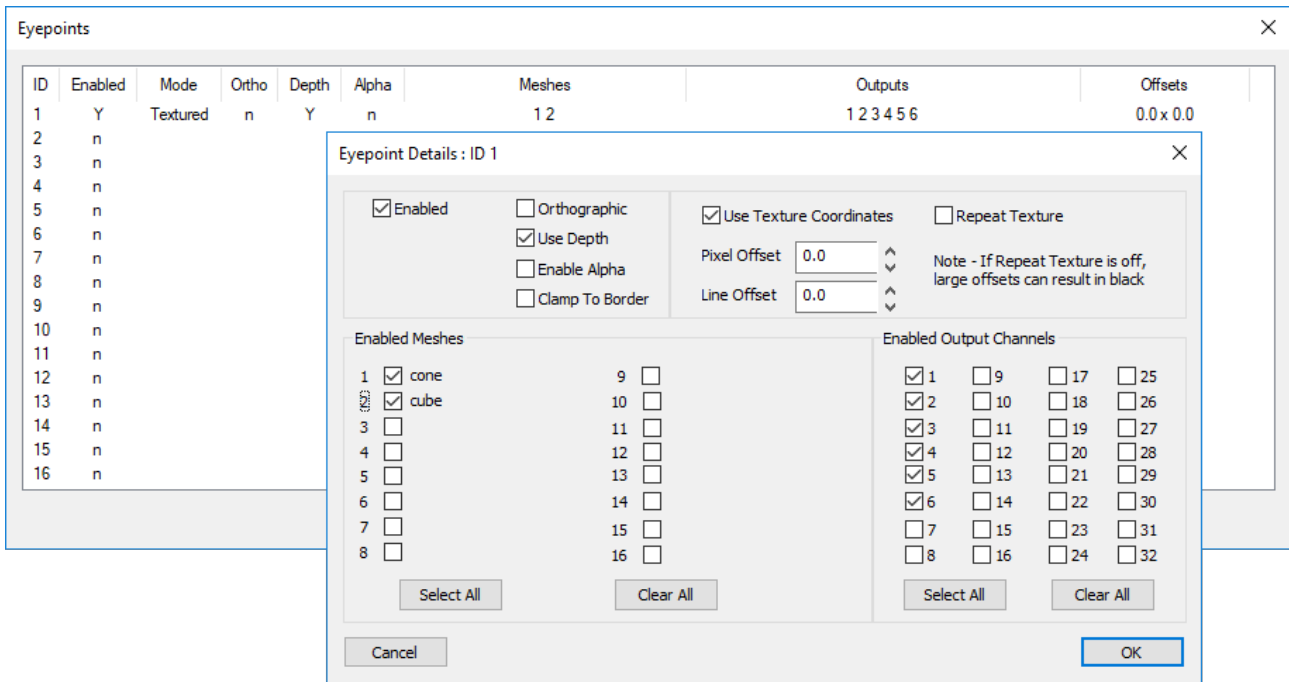 Eyepoints
ID Enabled Mode Ortho Depth Alpha Meshes Outputs Offsets
1 Y Textured n Y n 1 2 1 2 3 4 5 6 0.0 x 0.0
2 n
3 n
4 n
5 n
6 n
7 n
8 n
9 n
10 n
11 n
12 n
13 n
14 n
15 n
16 n
Eyepoint Details : ID 1
Enabled Orthographic Use Texture Coordinates Repeat Texture
Use Depth
Pixel Offset 0.0 Note - If Repeat Texture is off,
Enable Alpha large offsets can result in black
Clamp To Border Line Offset 0.0
Enabled Meshes Enabled Output Channels
1 cone 9 1 9 17 25
2 cube 10 2 10 18 26
3 11 3 11 19 27
4 12 4 12 20 28
5 13 5 13 21 29
6 14 6 14 22 30
7 15 7 15 23 31
8 16 8 16 24 32
Select All Clear All Select All Clear All
Cancel OK